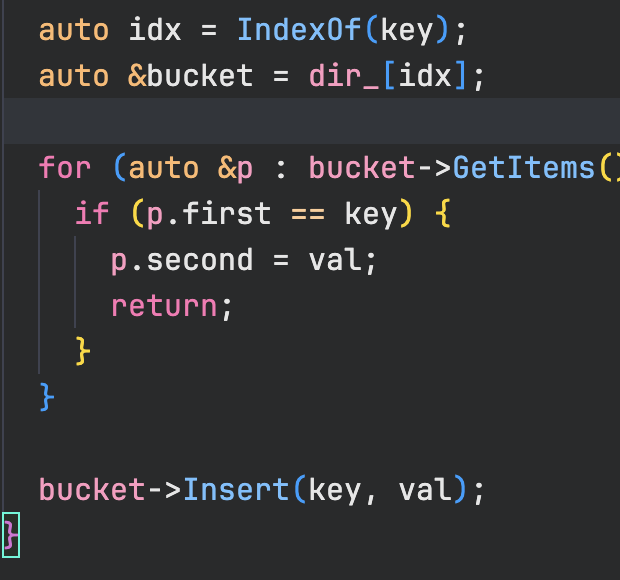 auto idx = IndexOf(key);
auto &bucket = dir_[idx];
for (auto &p : bucket->GetItems()
if (p.first == key) {
p.second = val;
return;
}
}
bucket->Insert(key, val);
}